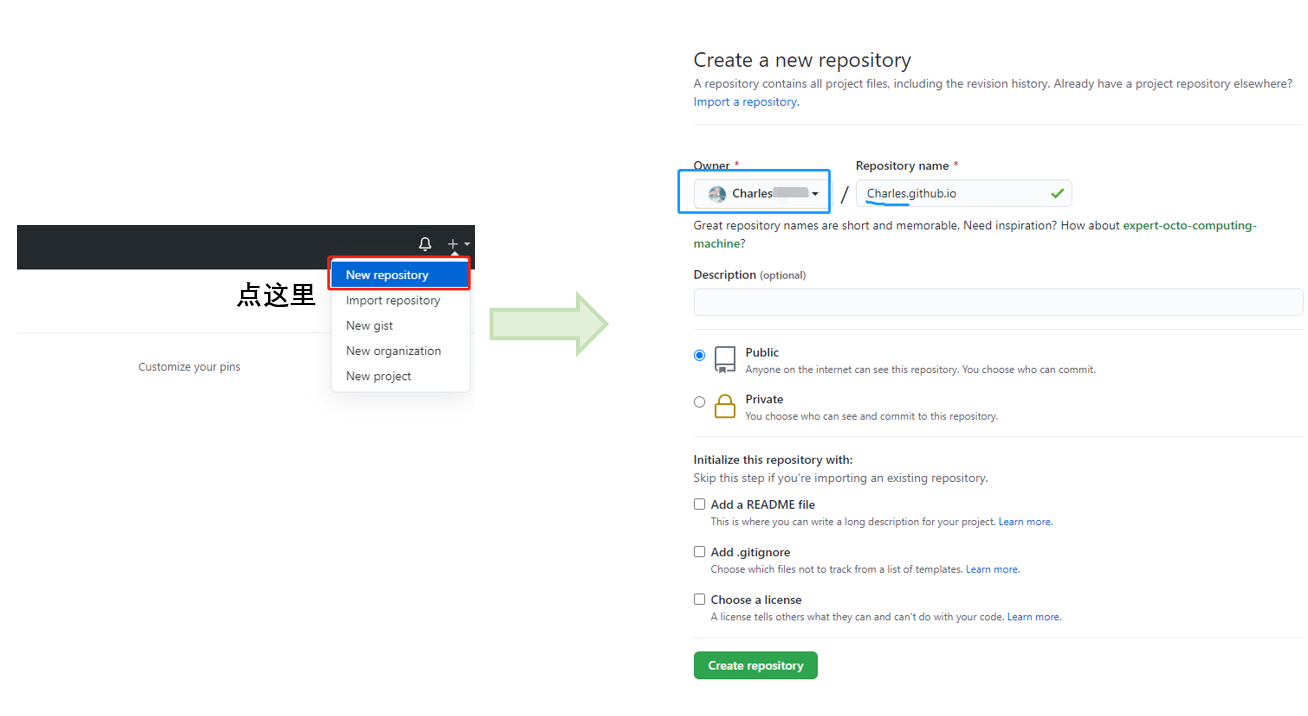 点这里
New repository
Import repository
New gist
New organization
New project
Customize your pins
Create a new repository
A repository contains all project files, including the revision history. Already have a project repository elsewhere?
Import a repository.
Owner *
Repository name *
Charles
/
Charles.github.io
Great repository names are short and memorable. Need inspiration? How about expert-octo-computing-
machine?
Description (optional)
Public
Anyone on the internet can see this repository. You choose who can commit.
Private
You choose who can see and commit to this repository.
Initialize this repository with:
Skip this step if you're importing an existing repository.
Add a README file
This is where you can write a long description for your project. Learn more.
Add .gitignore
Choose which files not to track from a list of templates. Learn more.
Choose a license
A license tells others what they can and can't do with your code. Learn more.
Create repository